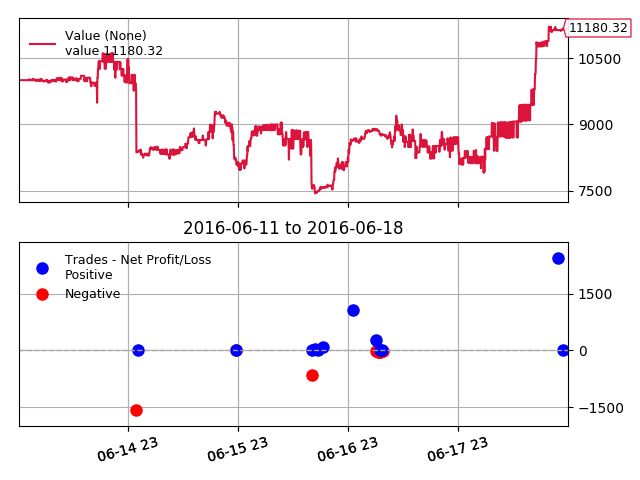 Value (None)
value 11180.32
11180.32
10500
9000
7500
2016-06-11 to 2016-06-18
Trades - Net Profit/Loss
Positive
Negative
1500
0
−1500
06-14 23
06-15 23
06-16 23
06-17 23